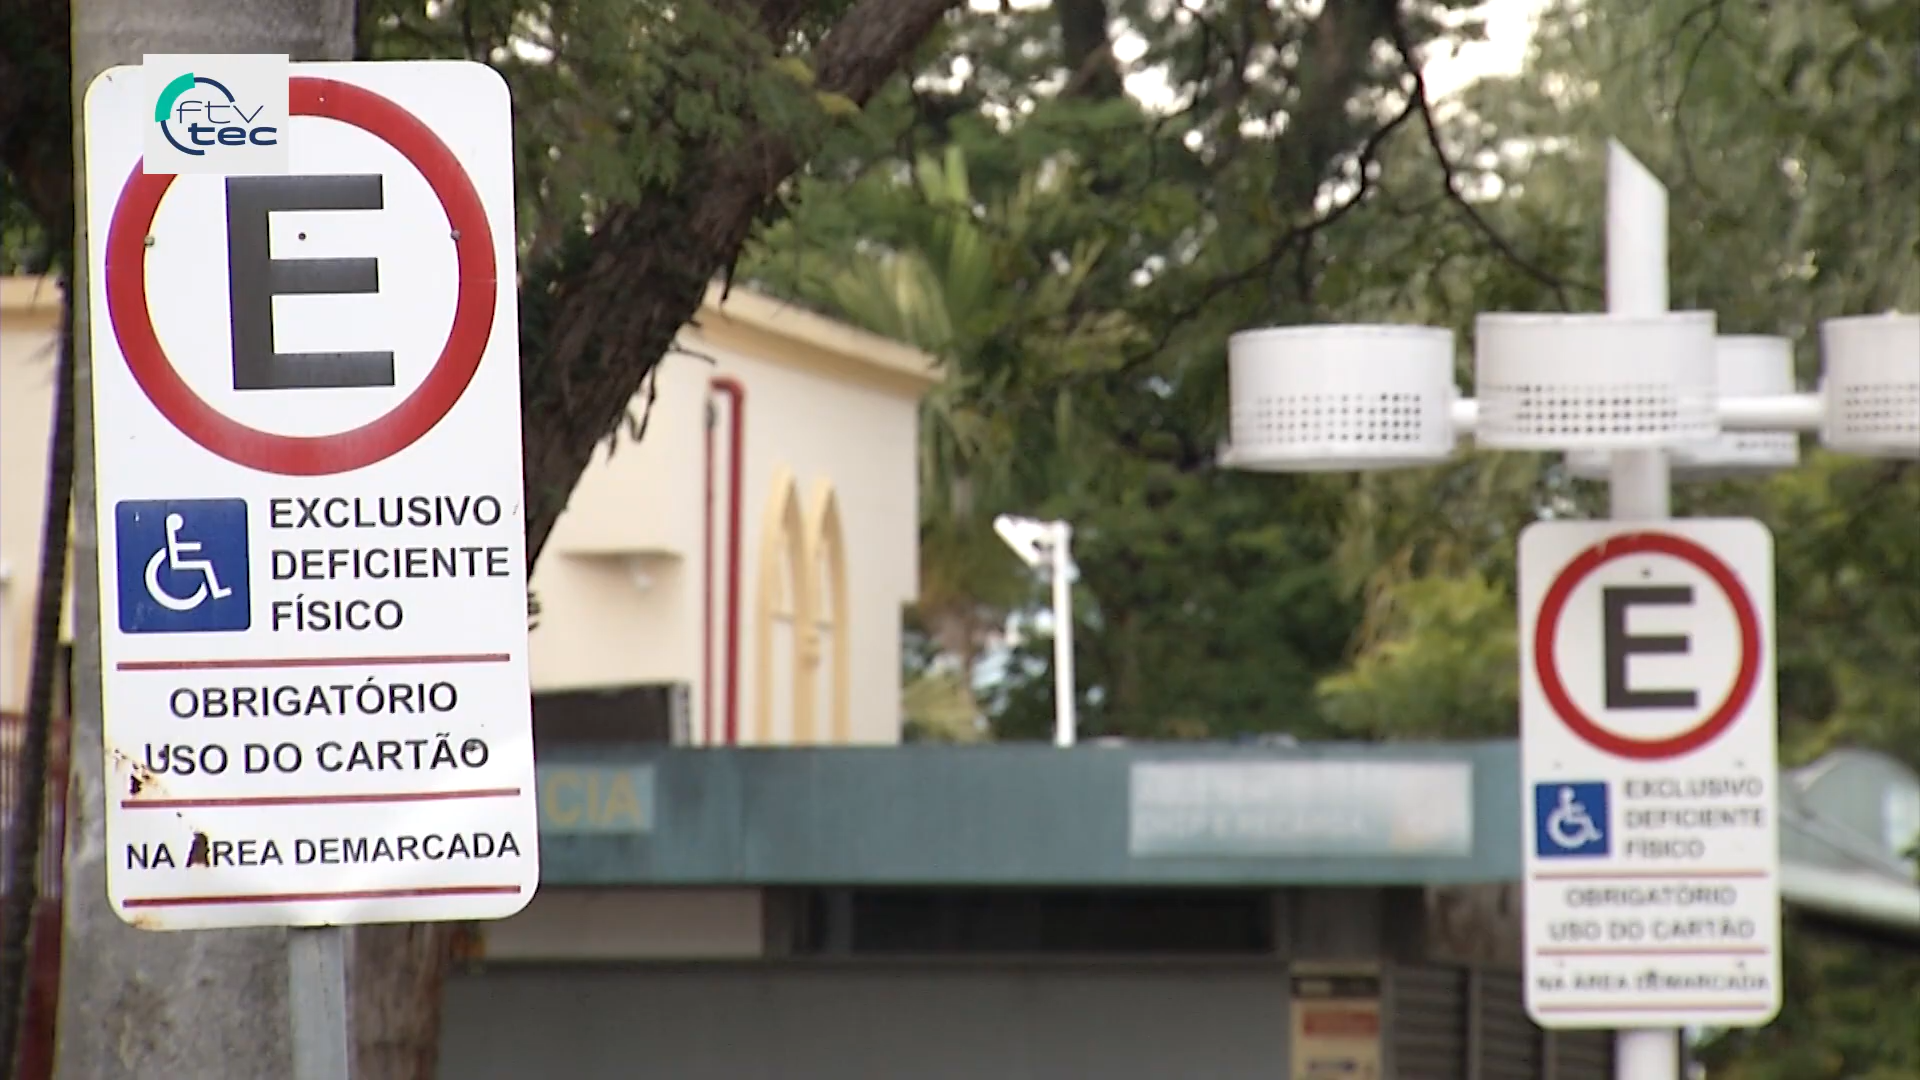 ftv
tec
E
EXCLUSIVO
DEFICIENTE
FÍSICO
OBRIGATÓRIO
USO DO CARTÃO
NA ÁREA DEMARCADA
CIA
E
EXCLUSIVO
DEFICIENTE
FÍSICO
OBRIGATÓRIO
USO DO CARTÃO
NA ÁREA DEMARCADA